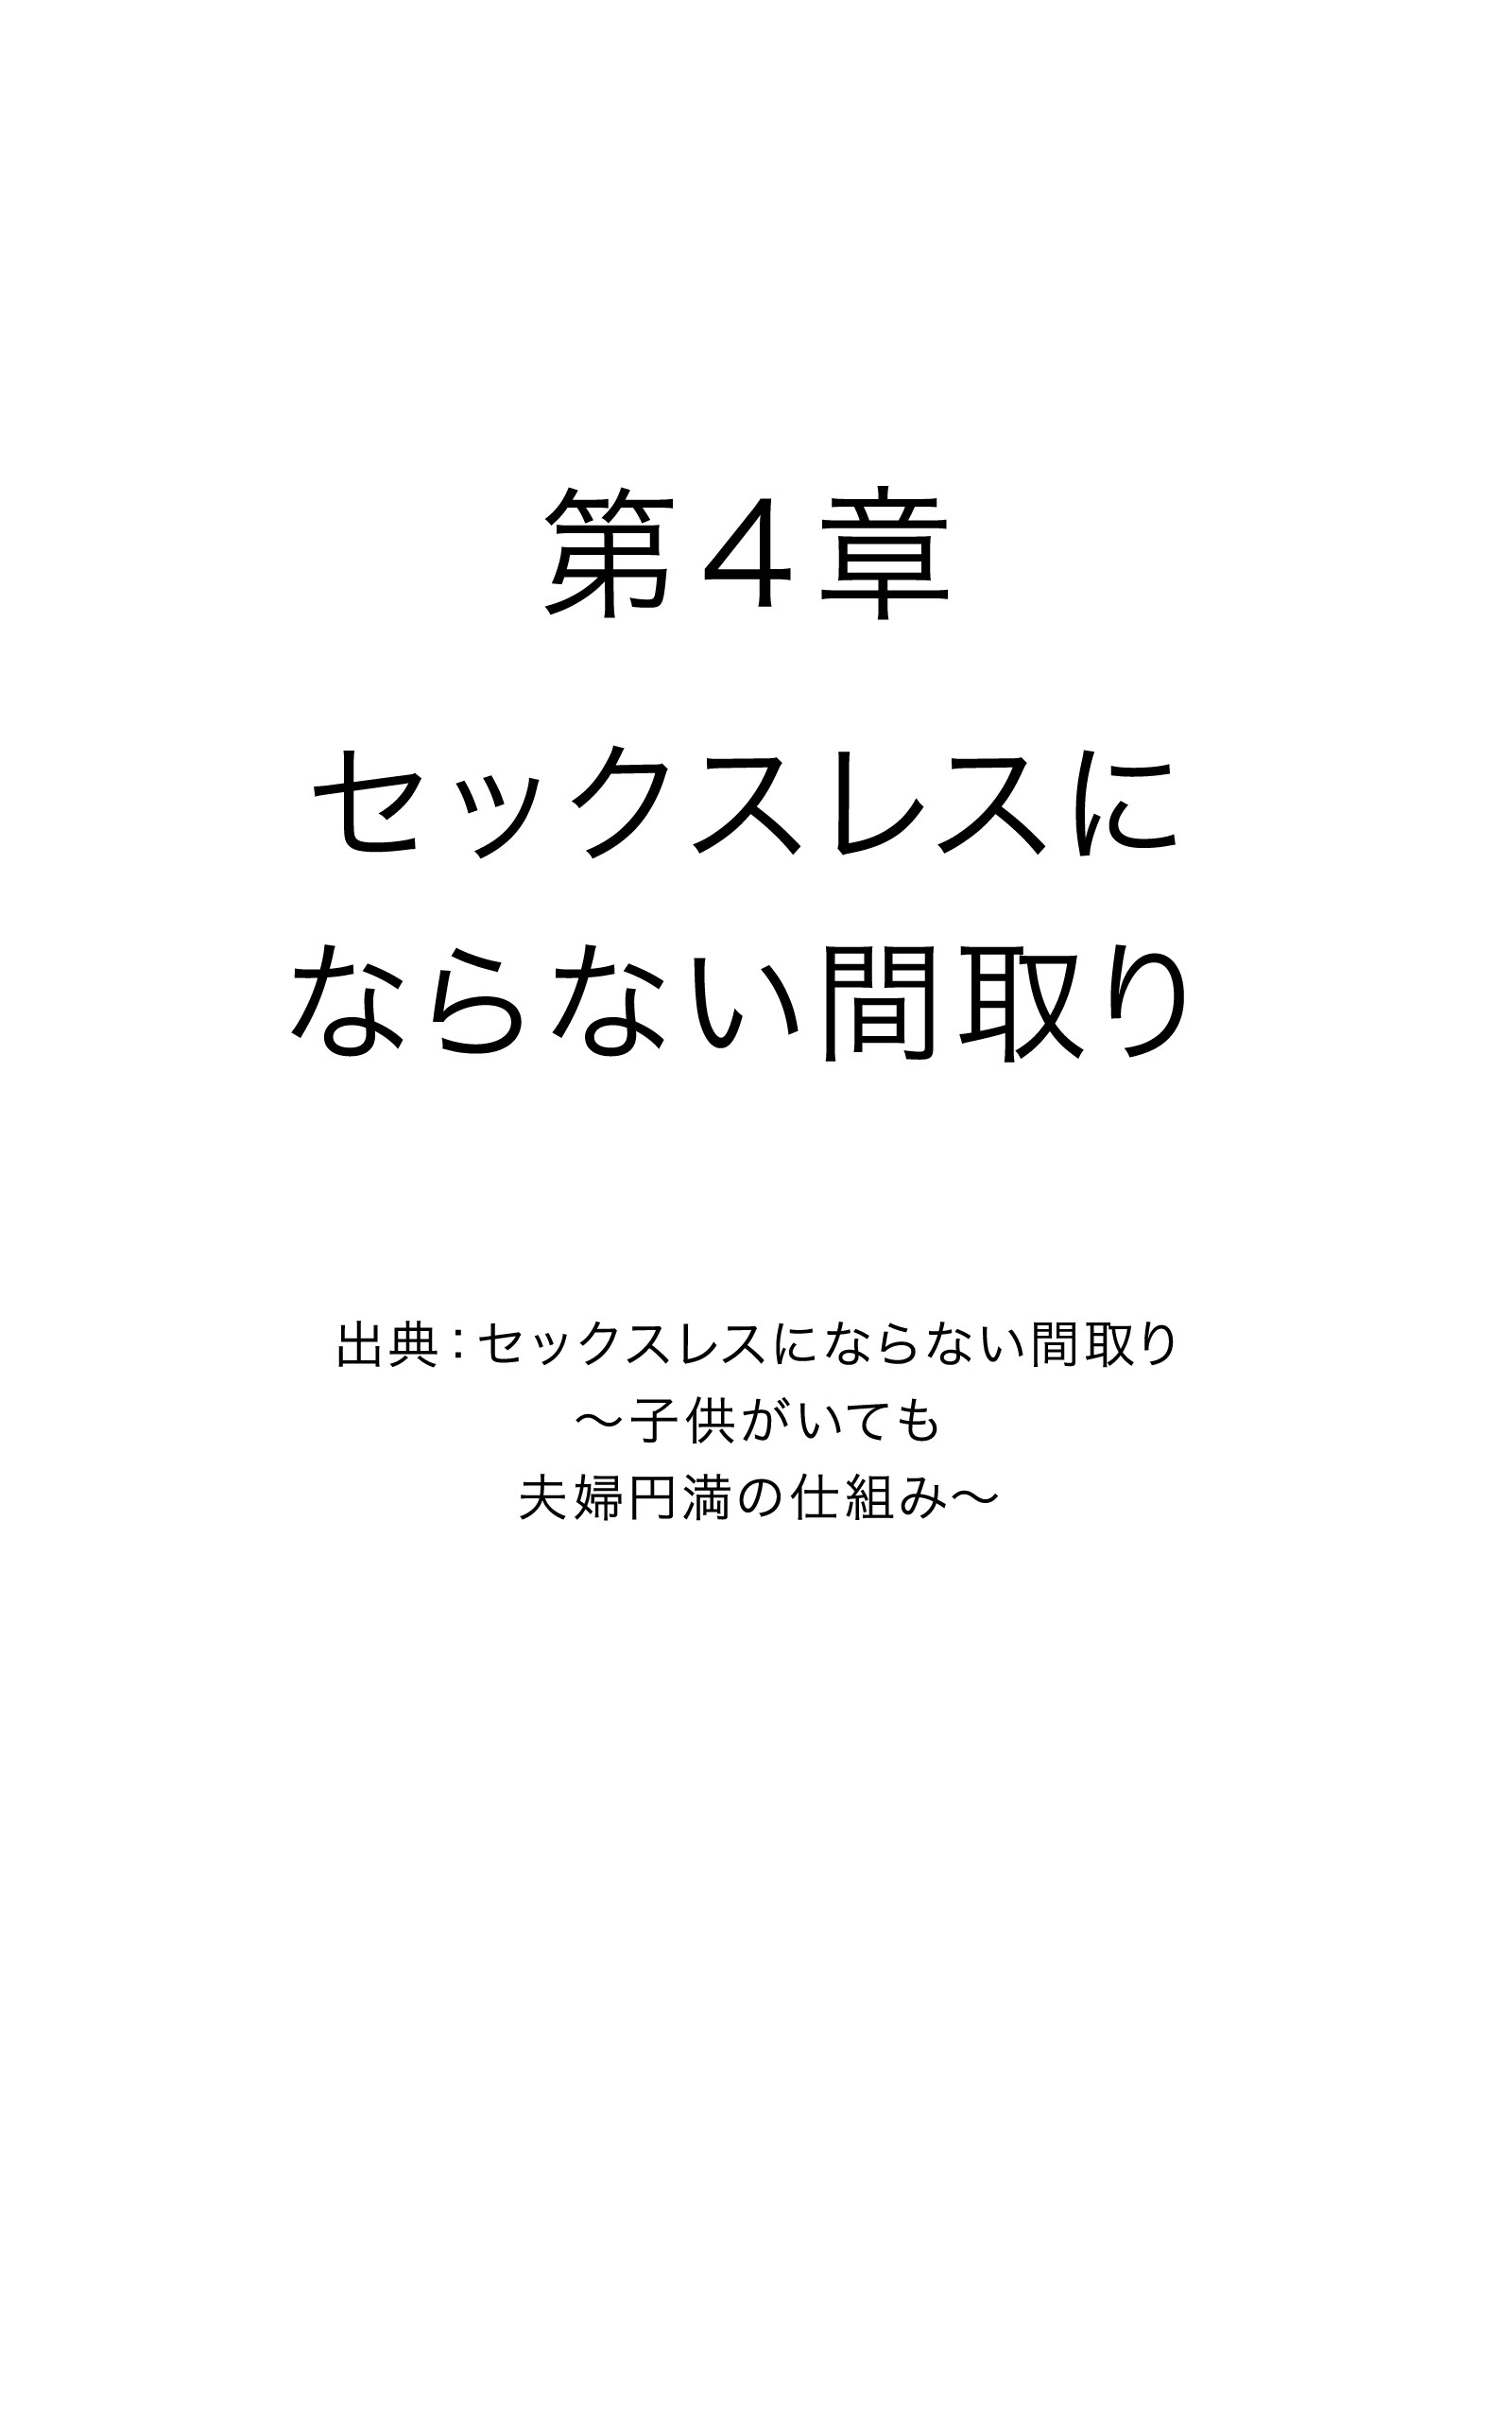 第4章
セックスレスに
ならない間取り
出典：セックスレスにならない間取り
〜子供がいても
夫婦円満の仕組み〜